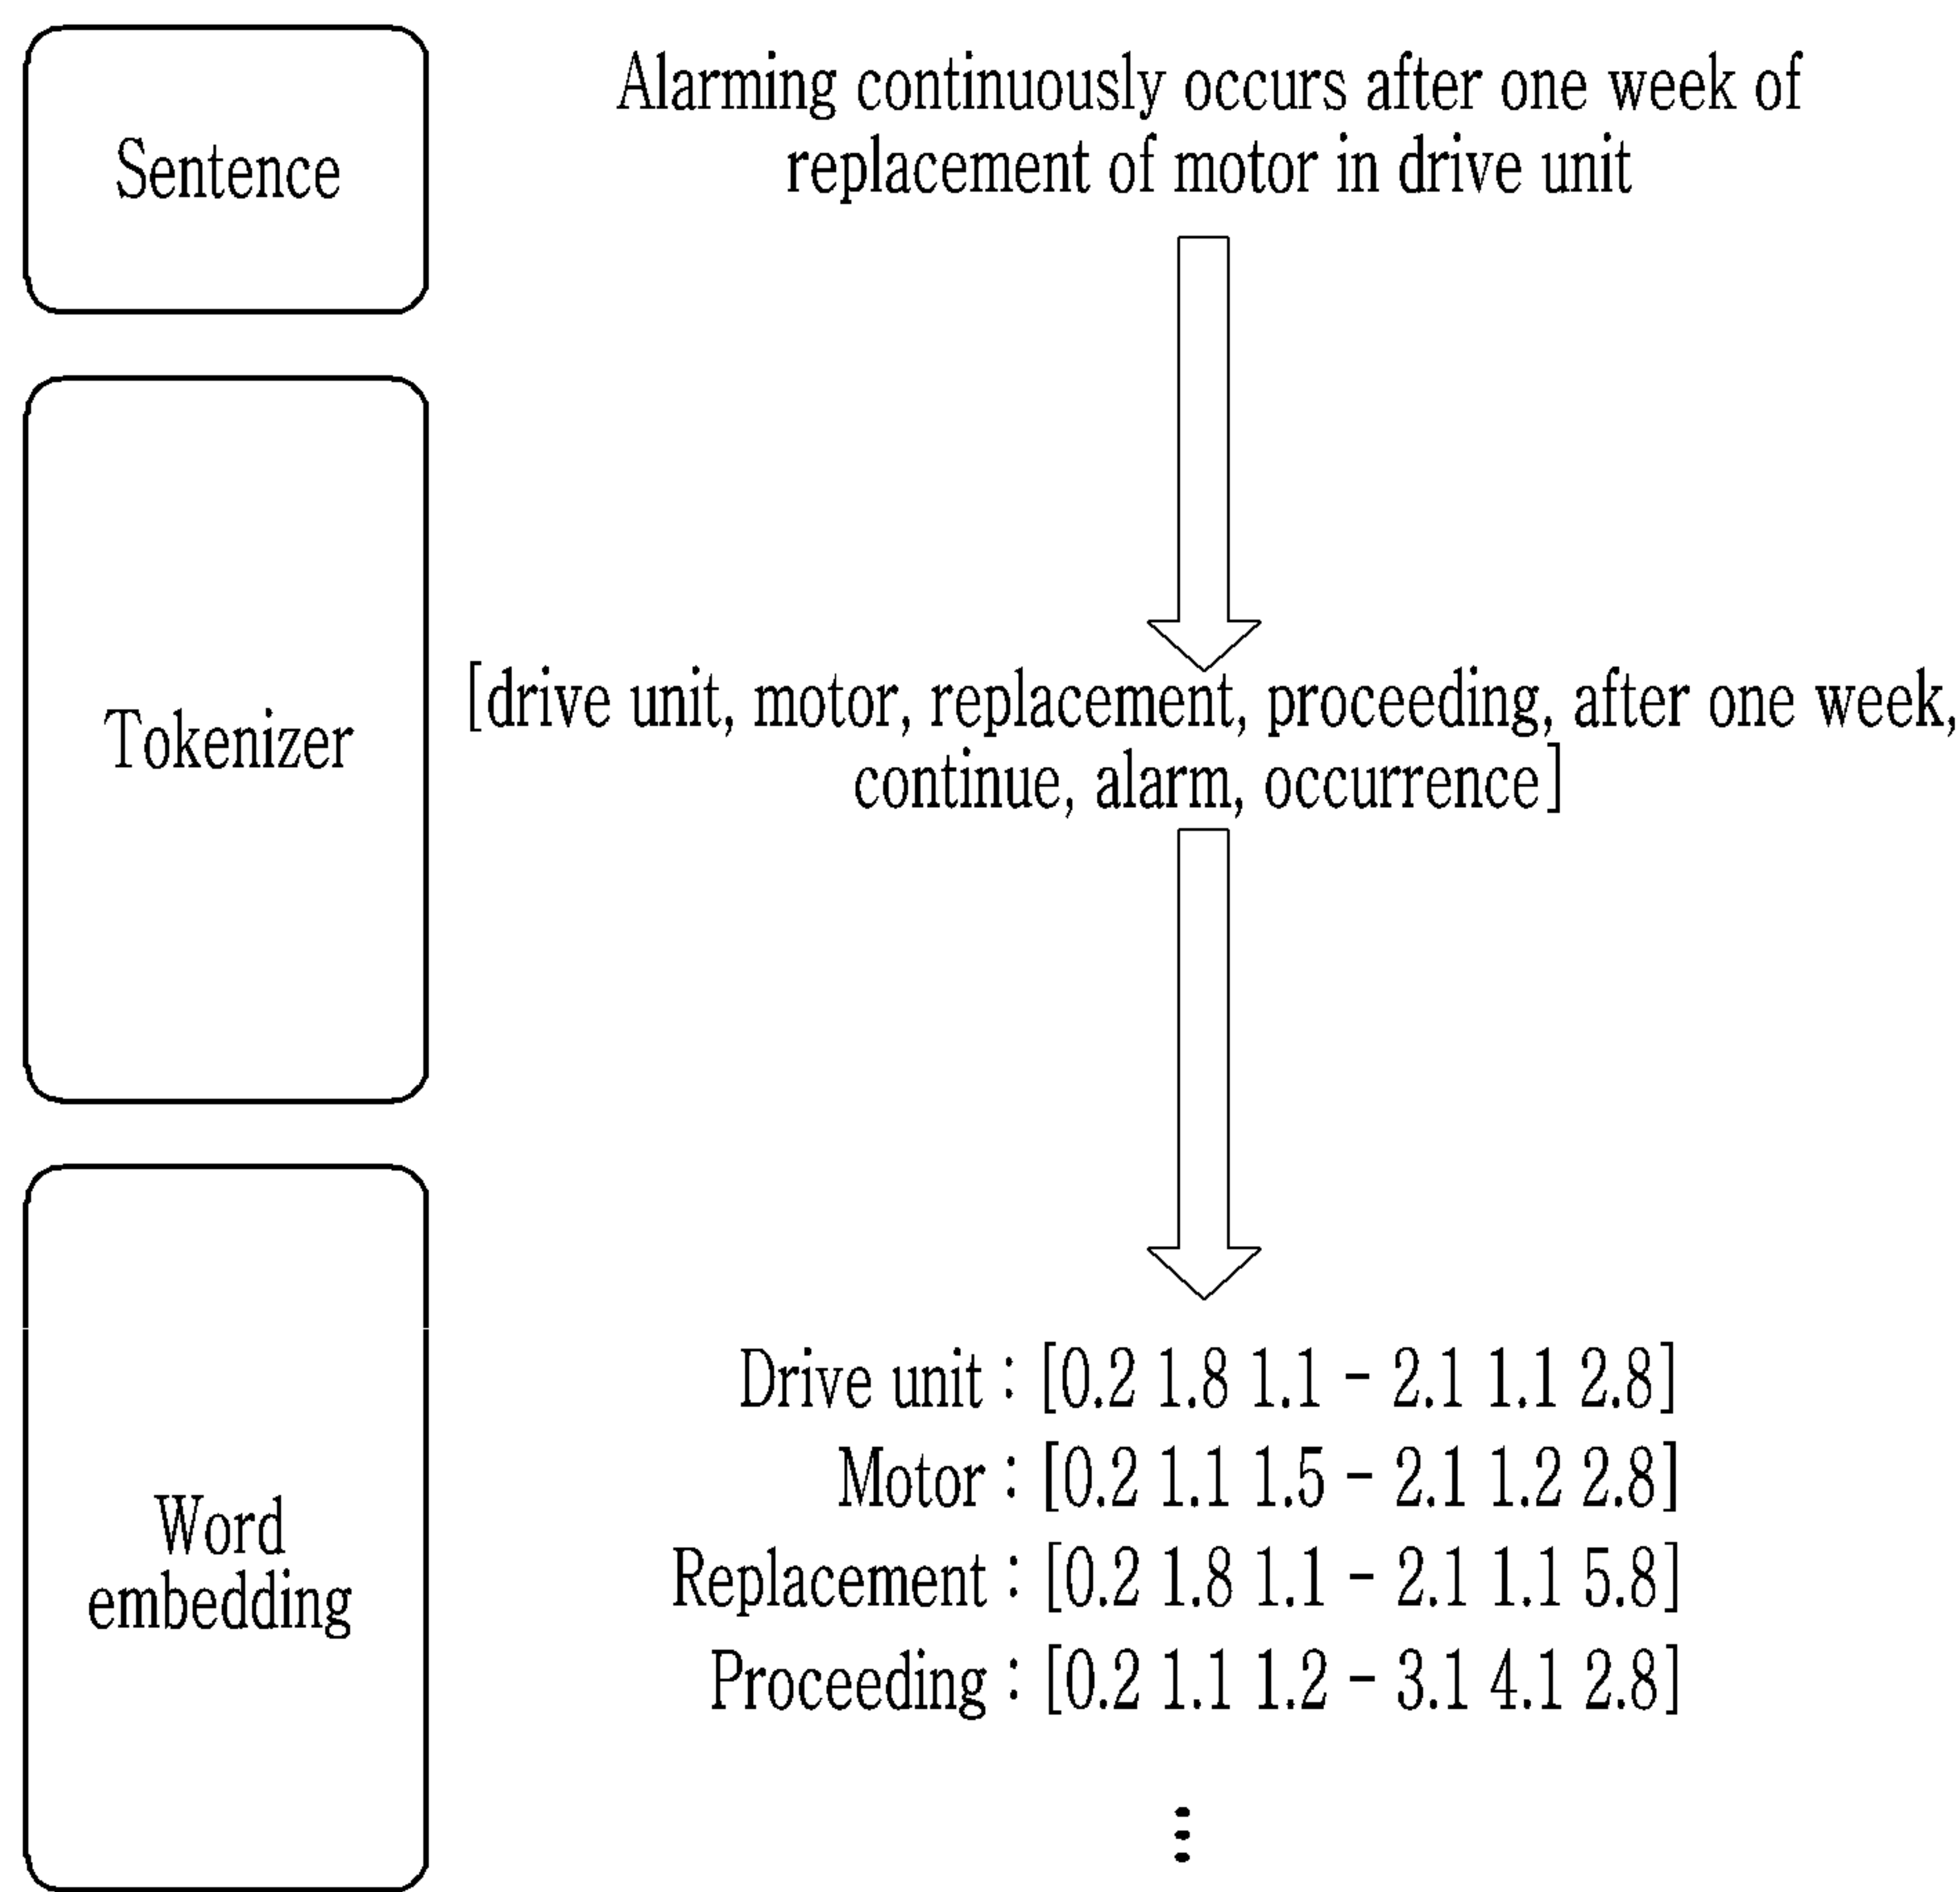 Sentence
Alarming continuously occurs after one week of
replacement of motor in drive unit
Tokenizer
[drive unit, motor, replacement, proceeding, after one week,
continue, alarm, occurrence]
Word
embedding
Drive unit : [0.2 1.8 1.1 - 2.1 1.1 2.8]
Motor : [0.2 1.1 1.5 - 2.1 1.2 2.8]
Replacement : [0.2 1.8 1.1 - 2.1 1.1 5.8]
Proceeding : [0.2 1.1 1.2 - 3.1 4.1 2.8]